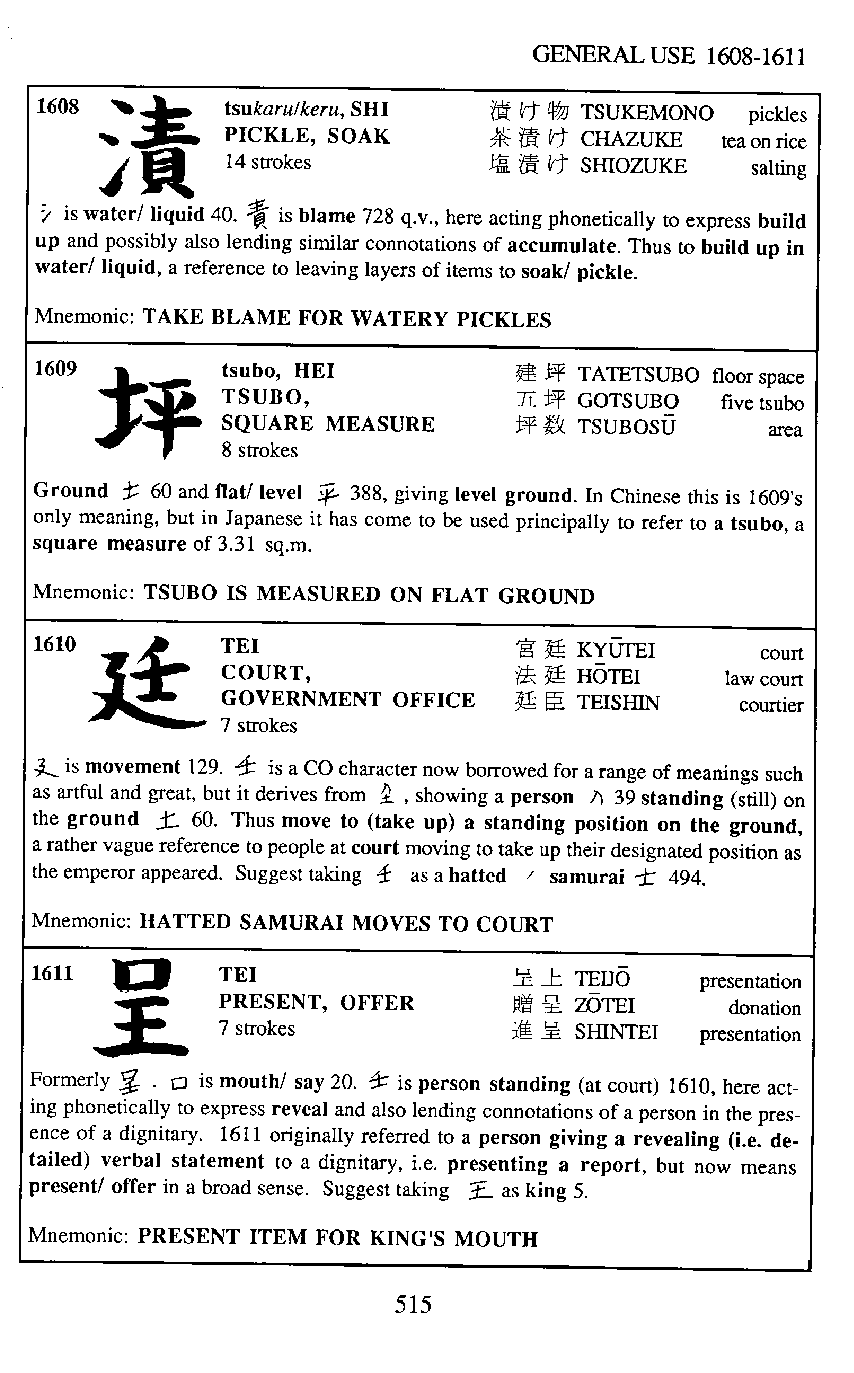 GENERAL USE 1608-1611
1608
漬
tsukaru/keru, SHI
PICKLE, SOAK
14 strokes
漬け物 TSUKEMONO pickles
茶漬け CHAZUKE tea on rice
塩漬け SHIOZUKE salting
氵 is water/ liquid 40. 責 is blame 728 q.v., here acting phonetically to express build
up and possibly also lending similar connotations of accumulate. Thus to build up in
water/ liquid, a reference to leaving layers of items to soak/ pickle.
Mnemonic: TAKE BLAME FOR WATERY PICKLES
1609
坪
tsubo, HEI
TSUBO,
SQUARE MEASURE
8 strokes
建坪 TATETSUBO floor space
五坪 GOTSUBO five tsubo
坪数 TSUBOSŪ area
Ground 土 60 and flat/ level 平 388, giving level ground. In Chinese this is 1609's
only meaning, but in Japanese it has come to be used principally to refer to a tsubo, a
square measure of 3.31 sq.m.
Mnemonic: TSUBO IS MEASURED ON FLAT GROUND
1610
廷
TEI
COURT,
GOVERNMENT OFFICE
7 strokes
宮廷 KYŪTEI court
法廷 HŌTEI law court
廷臣 TEISHIN courtier
廴 is movement 129. 壬 is a CO character now borrowed for a range of meanings such
as artful and great, but it derives from , showing a person 39 standing (still) on
the ground 土 60. Thus move to (take up) a standing position on the ground,
a rather vague reference to people at court moving to take up their designated position as
the emperor appeared. Suggest taking 壬 as a hatted ノ samurai 士 494.
Mnemonic: HATTED SAMURAI MOVES TO COURT
1611
呈
TEI
PRESENT, OFFER
7 strokes
呈上 TEIJŌ presentation
贈呈 ZŌTEI donation
進呈 SHINTEI presentation
Formerly . 口 is mouth/ say 20. 壬 is person standing (at court) 1610, here act-
ing phonetically to express reveal and also lending connotations of a person in the pres-
ence of a dignitary. 1611 originally referred to a person giving a revealing (i.e. de-
tailed) verbal statement to a dignitary, i.e. presenting a report, but now means
present/ offer in a broad sense. Suggest taking 王 as king 5.
Mnemonic: PRESENT ITEM FOR KING'S MOUTH
515